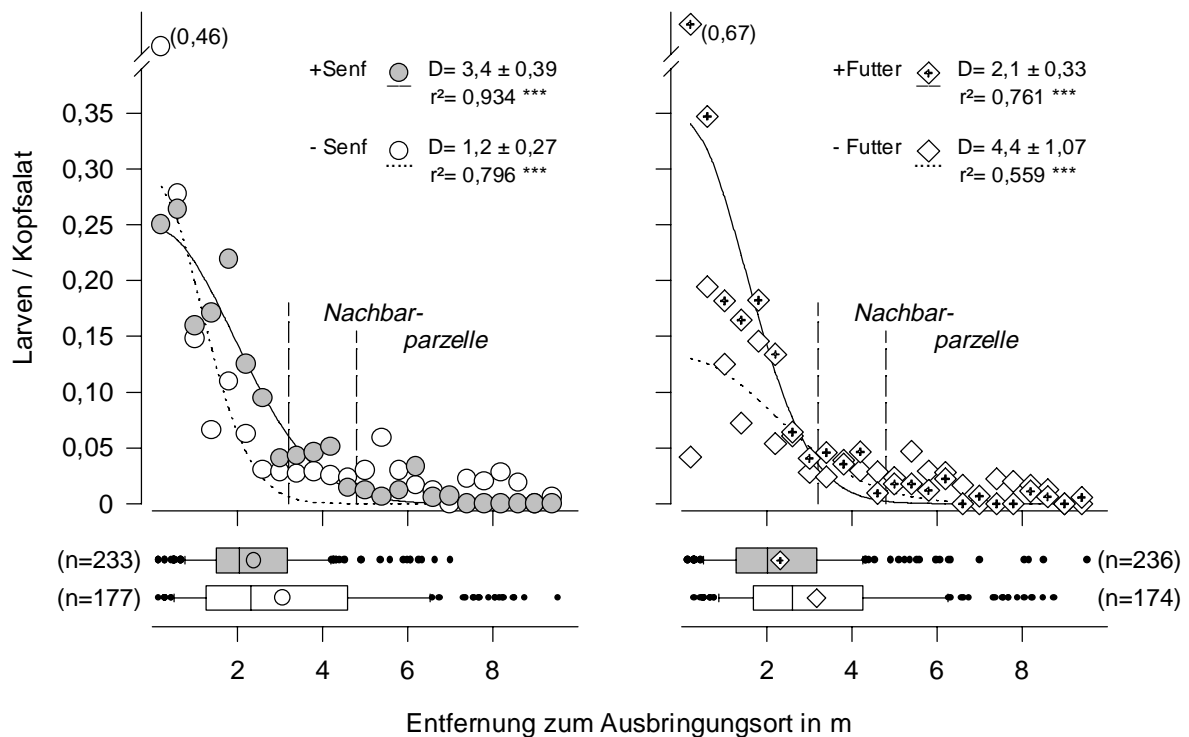 (0,46)
+Senf D= 3,4 ± 0,39
r²= 0,934 ***
- Senf D= 1,2 ± 0,27
r²= 0,796 ***
Nachbar-
parzelle
Larven / Kopfsalat
0,35
0,30
0,25
0,20
0,15
0,10
0,05
0
(n=233)
(n=177)
2 4 6 8
(0,67)
+Futter D= 2,1 ± 0,33
r²= 0,761 ***
- Futter D= 4,4 ± 1,07
r²= 0,559 ***
Nachbar-
parzelle
(n=236)
(n=174)
2 4 6 8
Entfernung zum Ausbringungsort in m